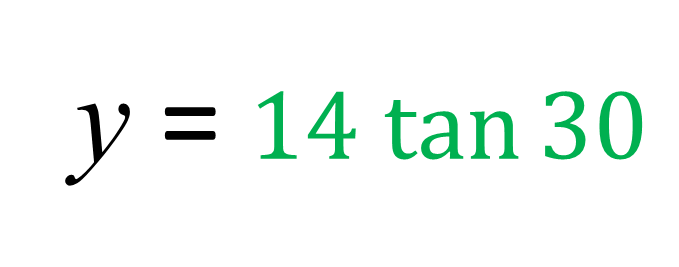 y = 14 tan 30